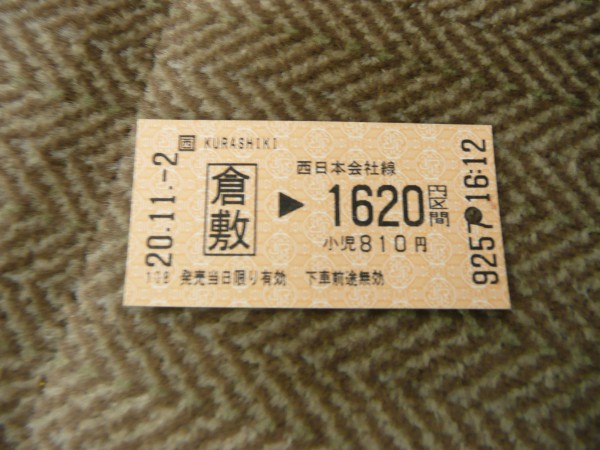 西 KURASHIKI
20.11.-2
倉敷
西日本会社線
▶ 1620円区間
小児810円
108 発売当日限り有効 下車前途無効
9257 16:12